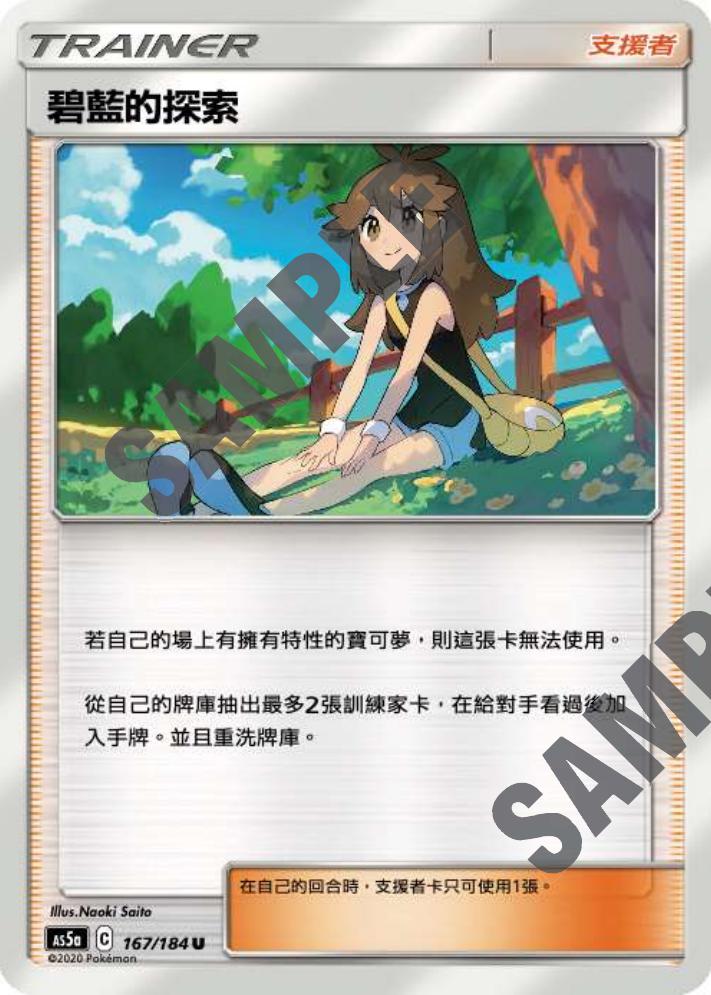 TRAINER
支援者
碧藍的探索
SAMPLE
若自己的場上有擁有特性的寶可夢，則這張卡無法使用。
從自己的牌庫抽出最多2張訓練家卡，在給對手看過後加
入手牌。並且重洗牌庫。
SAMPLE
在自己的回合時，支援者卡只可使用1張。
Illus.Naoki Saito
AS5a C 167/184 U
©2020 Pokémon